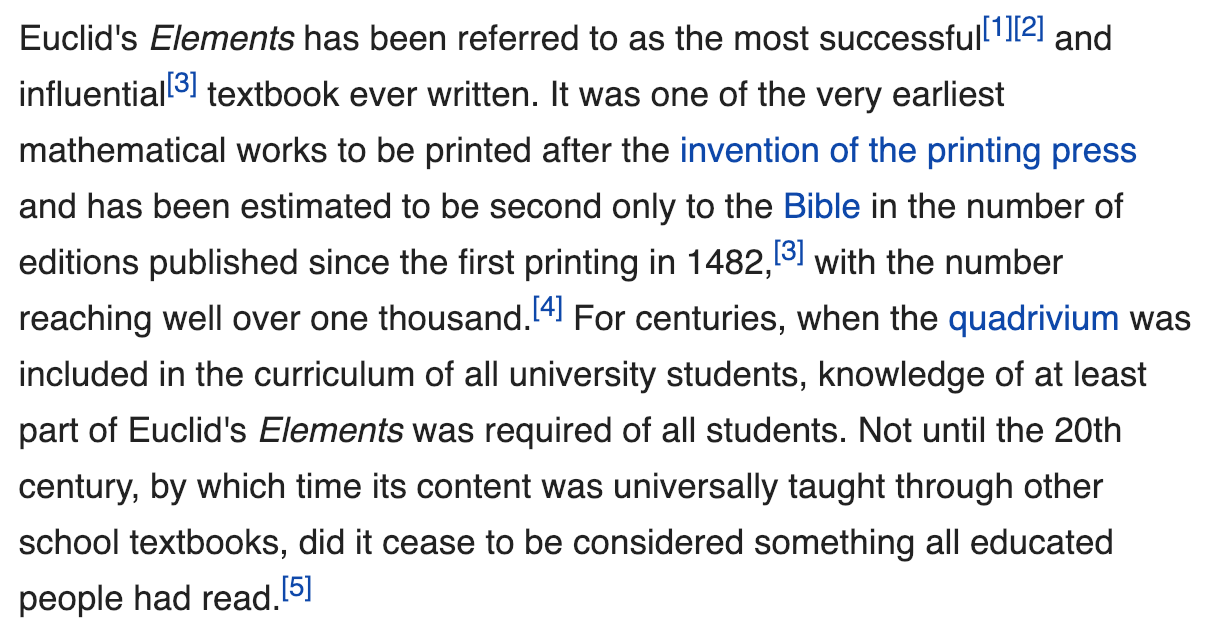 Euclid's Elements has been referred to as the most successful[1][2] and
influential[3] textbook ever written. It was one of the very earliest
mathematical works to be printed after the invention of the printing press
and has been estimated to be second only to the Bible in the number of
editions published since the first printing in 1482,[3] with the number
reaching well over one thousand.[4] For centuries, when the quadrivium was
included in the curriculum of all university students, knowledge of at least
part of Euclid's Elements was required of all students. Not until the 20th
century, by which time its content was universally taught through other
school textbooks, did it cease to be considered something all educated
people had read.[5]